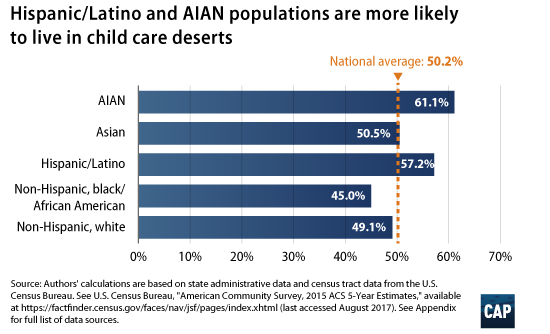 Hispanic/Latino and AIAN populations are more likely
to live in child care deserts
National average: 50.2%
AIAN 61.1%
Asian 50.5%
Hispanic/Latino 57.2%
Non-Hispanic, black/
African American 45.0%
Non-Hispanic, white 49.1%
0% 10% 20% 30% 40% 50% 60% 70%
Source: Authors' calculations are based on state administrative data and census tract data from the U.S.
Census Bureau. See U.S. Census Bureau, "American Community Survey, 2015 ACS 5-Year Estimates," available
at https://factfinder.census.gov/faces/nav/jsf/pages/index.xhtml (last accessed August 2017). See Appendix
for full list of data sources.
CAP